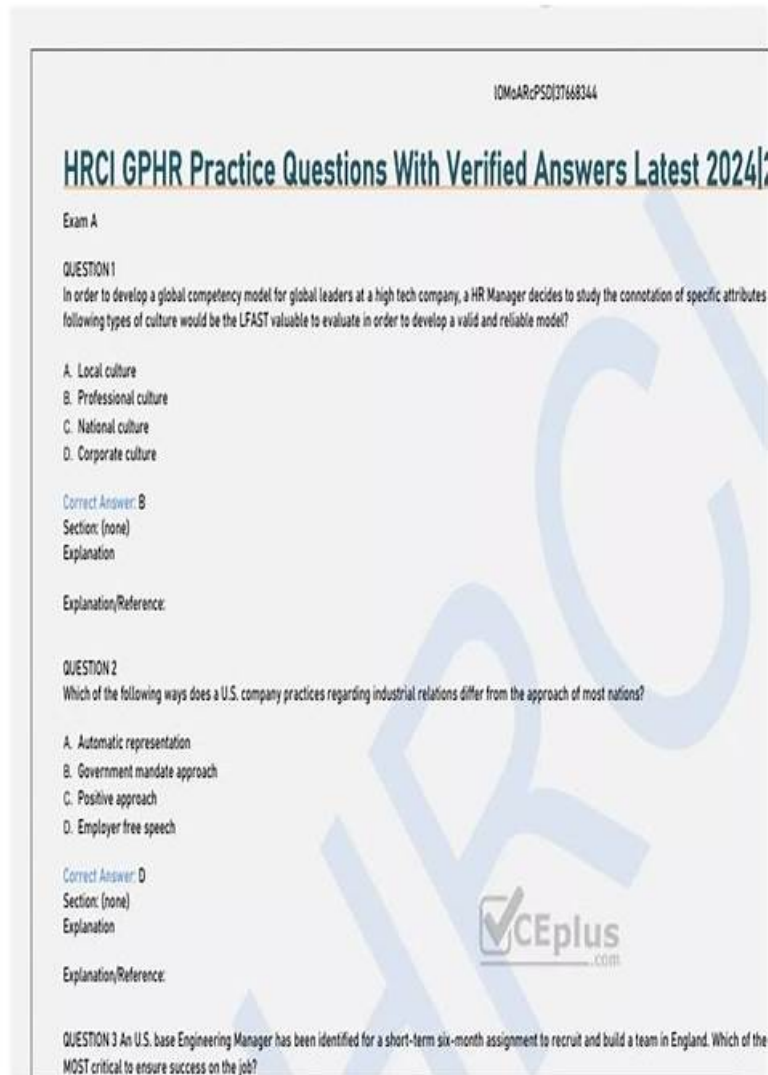 IOMoARcPSD|37668344
HRCI GPHR Practice Questions With Verified Answers Latest 2024|2
Exam A
QUESTION 1
In order to develop a global competency model for global leaders at a high tech company, a HR Manager decides to study the connotation of specific attributes
following types of culture would be the LFAST valuable to evaluate in order to develop a valid and reliable model?
A. Local culture
B. Professional culture
C. National culture
D. Corporate culture
Correct Answer: B
Section: (none)
Explanation
Explanation/Reference:
QUESTION 2
Which of the following ways does a U.S. company practices regarding industrial relations differ from the approach of most nations?
A. Automatic representation
B. Government mandate approach
C. Positive approach
D. Employer free speech
Correct Answer: D
Section: (none)
Explanation
CEplus
.com
Explanation/Reference:
QUESTION 3 An U.S. base Engineering Manager has been identified for a short-term six-month assignment to recruit and build a team in England. Which of the
MOST critical to ensure success on the job?
HRCI